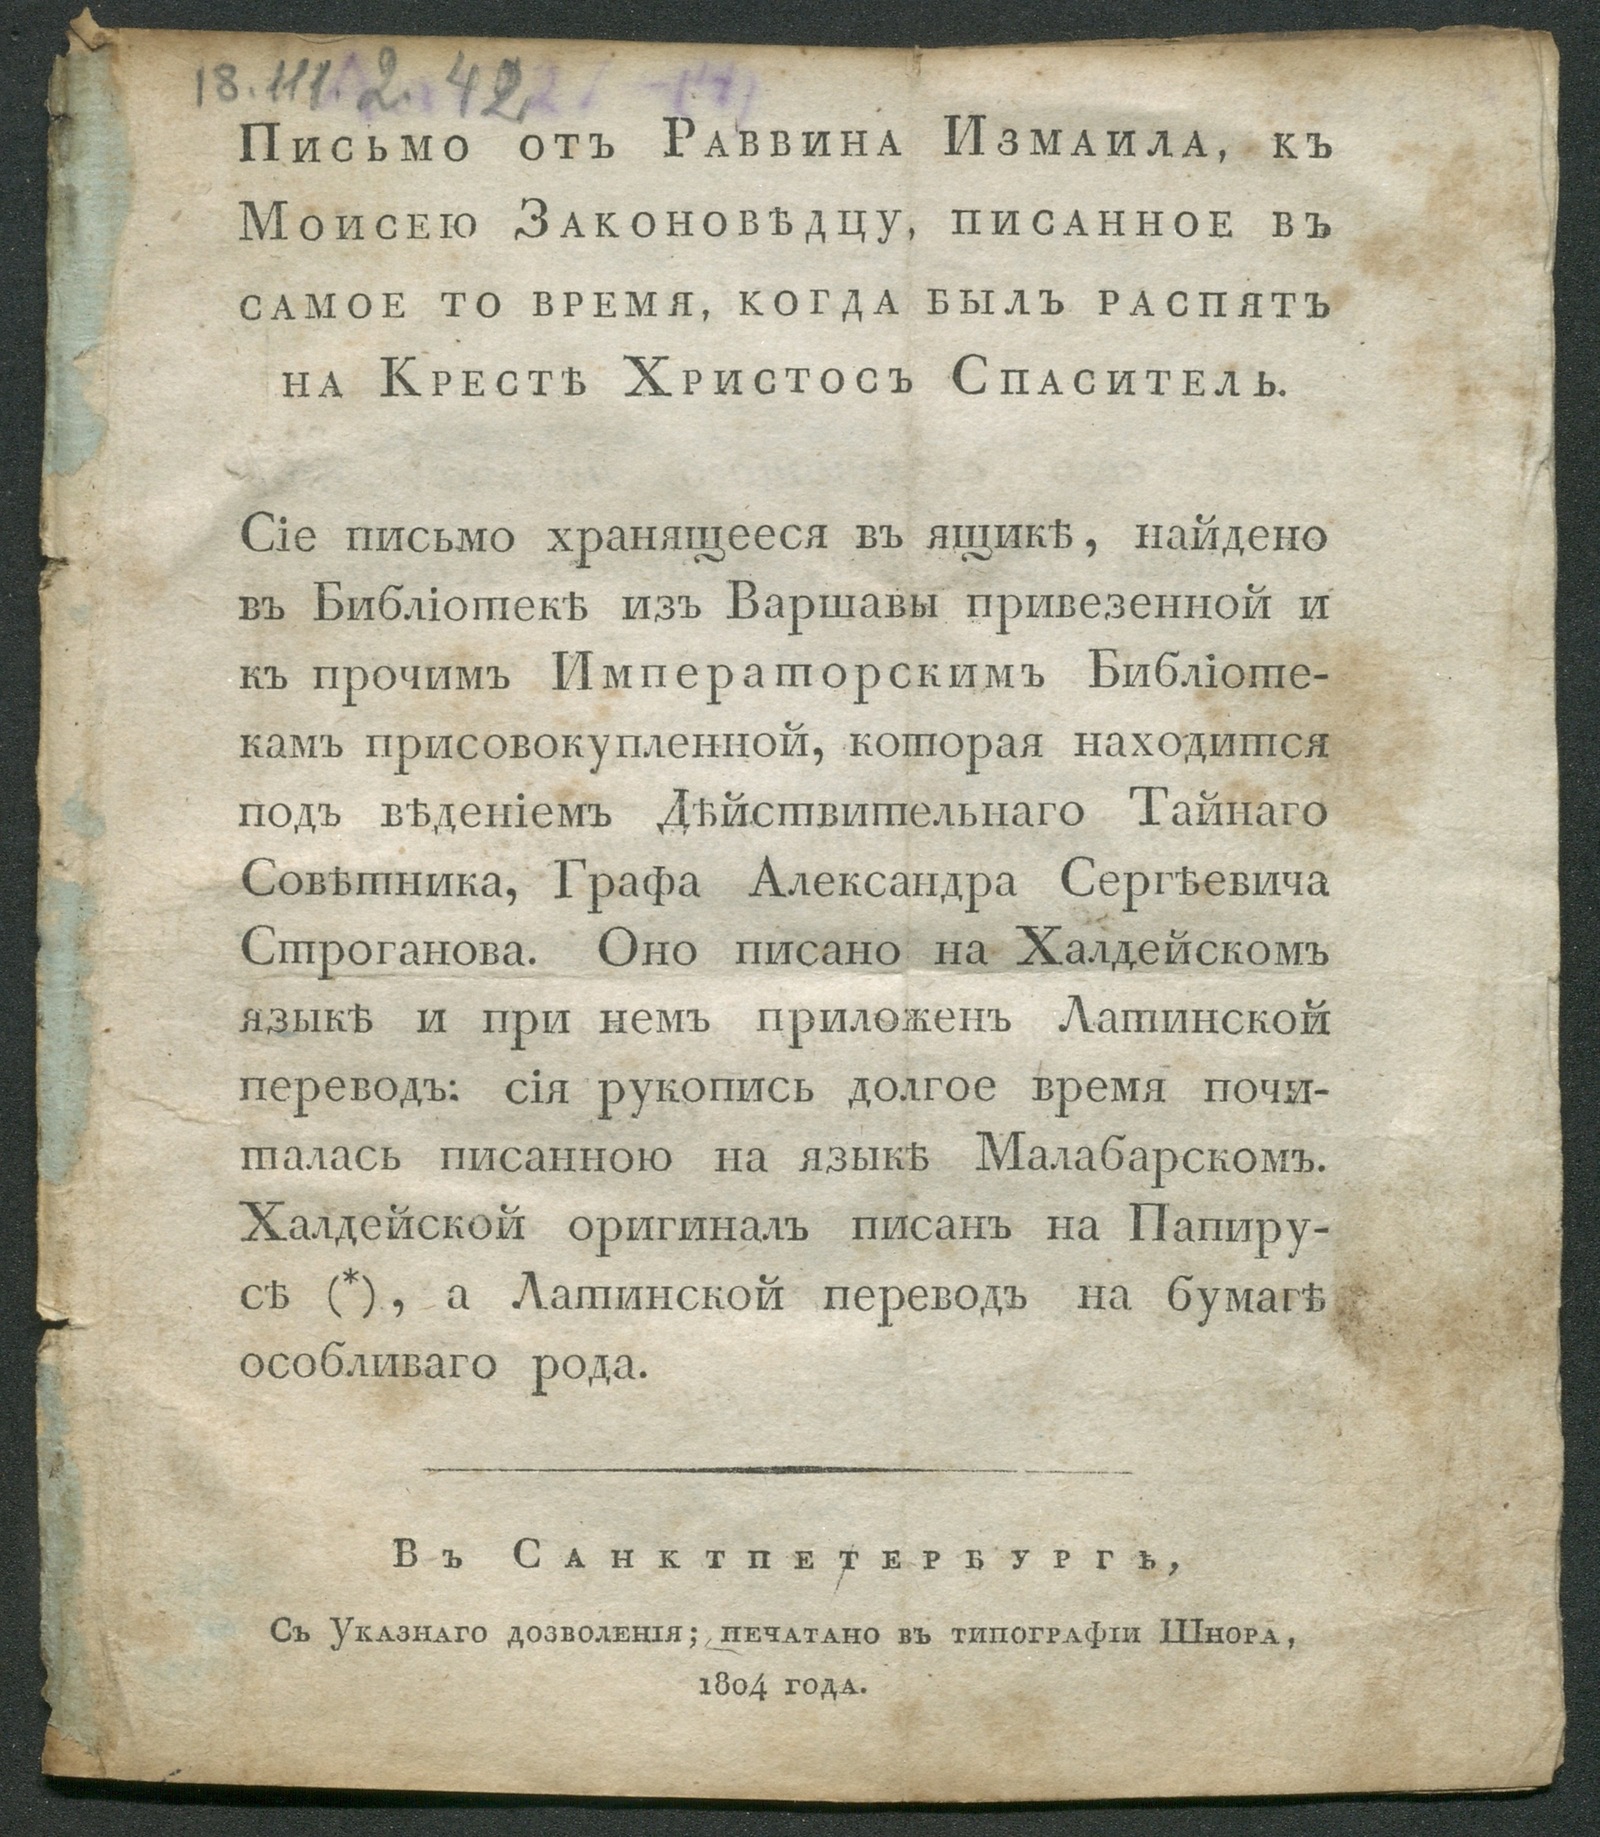 18.111.2.42
Письмо отъ Раввина Измаила, къ
Моисею Законовѣдцу, писанное въ
самое то время, когда былъ распятъ
на Крестѣ Христосъ Спаситель.
Сіе письмо хранящееся въ ящикѣ, найдено
въ Библіотекѣ изъ Варшавы привезенной и
къ прочимъ Императорскимъ Библіоте-
камъ присовокупленной, которая находится
подъ вѣденіемъ Дѣйствительнаго Тайнаго
Совѣтника, Графа Александра Сергѣевича
Строганова. Оно писано на Халдейскомъ
языкѣ и при немъ приложенъ Латинской
переводъ: сія рукопись долгое время почи-
талась писанною на языкѣ Малабарскомъ.
Халдейской оригиналъ писанъ на Папиру-
сѣ (*), а Латинской переводъ на бумагѣ
особливаго рода.
Въ Санктпетербургѣ,
Съ Указнаго дозволенія; печатано въ типографіи Шнора,
1804 года.